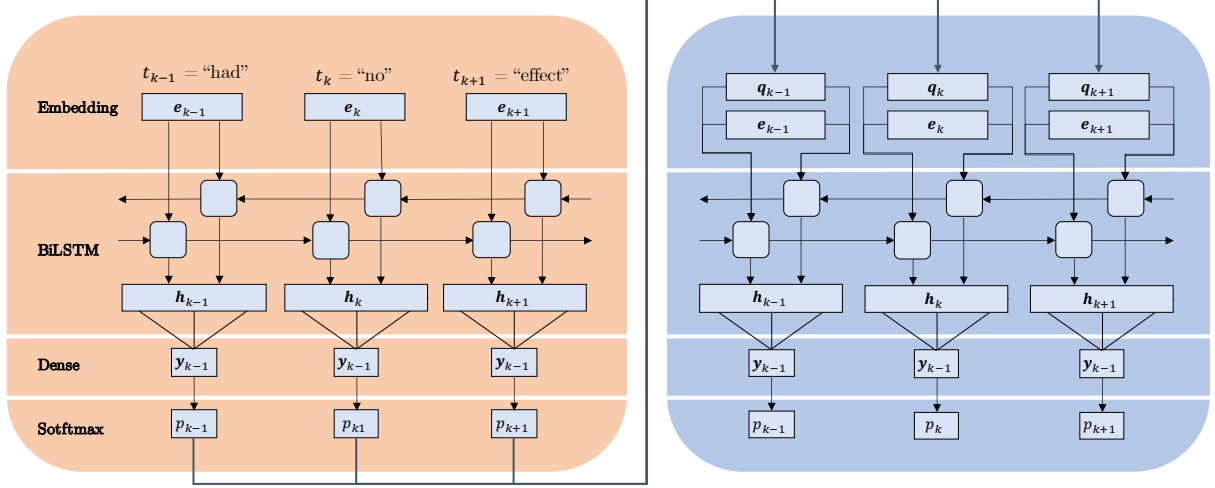 t_{k−1} = “had” t_k = “no” t_{k+1} = “effect”
Embedding e_{k−1} e_k e_{k+1}
BiLSTM
h_{k−1} h_k h_{k+1}
Dense y_{k−1} y_{k−1} y_{k−1}
Sotftmax p_{k−1} p_{k1} p_{k+1}
q_{k−1} q_k q_{k+1}
e_{k−1} e_k e_{k+1}
h_{k−1} h_k h_{k+1}
y_{k−1} y_{k−1} y_{k−1}
p_{k−1} p_k p_{k+1}